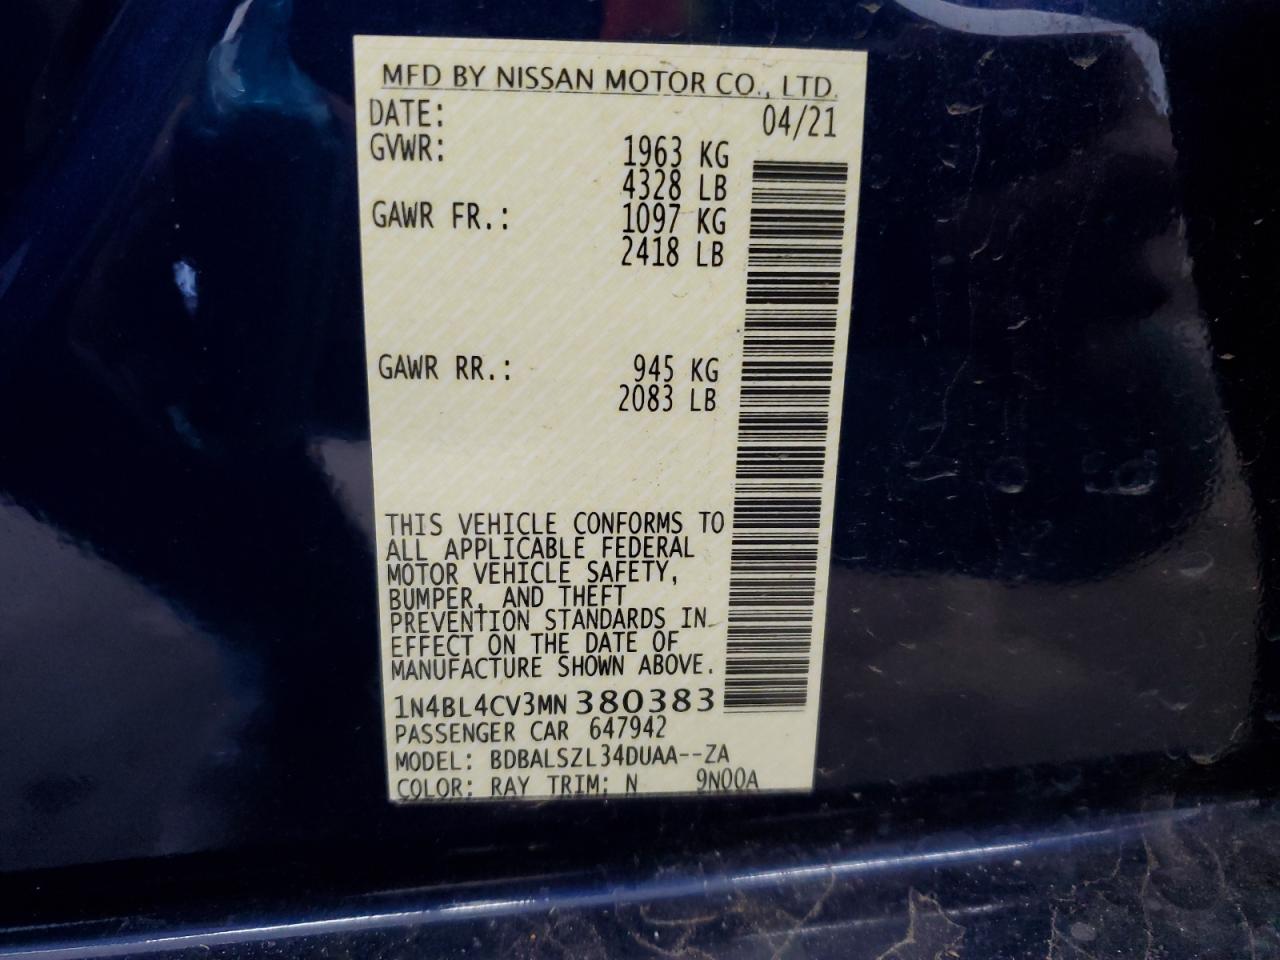 MFD BY NISSAN MOTOR CO., LTD.
DATE: 04/21
GVWR: 1963 KG
4328 LB
GAWR FR.: 1097 KG
2418 LB
GAWR RR.: 945 KG
2083 LB
THIS VEHICLE CONFORMS TO
ALL APPLICABLE FEDERAL
MOTOR VEHICLE SAFETY,
BUMPER, AND THEFT
PREVENTION STANDARDS IN
EFFECT ON THE DATE OF
MANUFACTURE SHOWN ABOVE.
1N4BL4CV3MN380383
PASSENGER CAR 647942
MODEL: BDBALSZL34DUAA--ZA
COLOR: RAY TRIM: N 9N00A